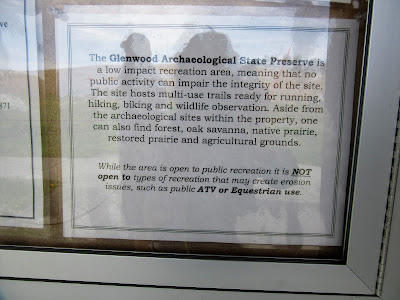 ve
The Glenwood Archaeological State Preserve is
a low impact recreation area, meaning that no
public activity can impair the integrity of the site.
The site hosts multi-use trails ready for running,
hiking, biking and wildlife observation. Aside from
the archaeological sites within the property, one
can also find forest, oak savanna, native prairie,
restored prairie and agricultural grounds.
871
While the area is open to public recreation it is NOT
open to types of recreation that may create erosion
issues, such as public ATV or Equestrian use.